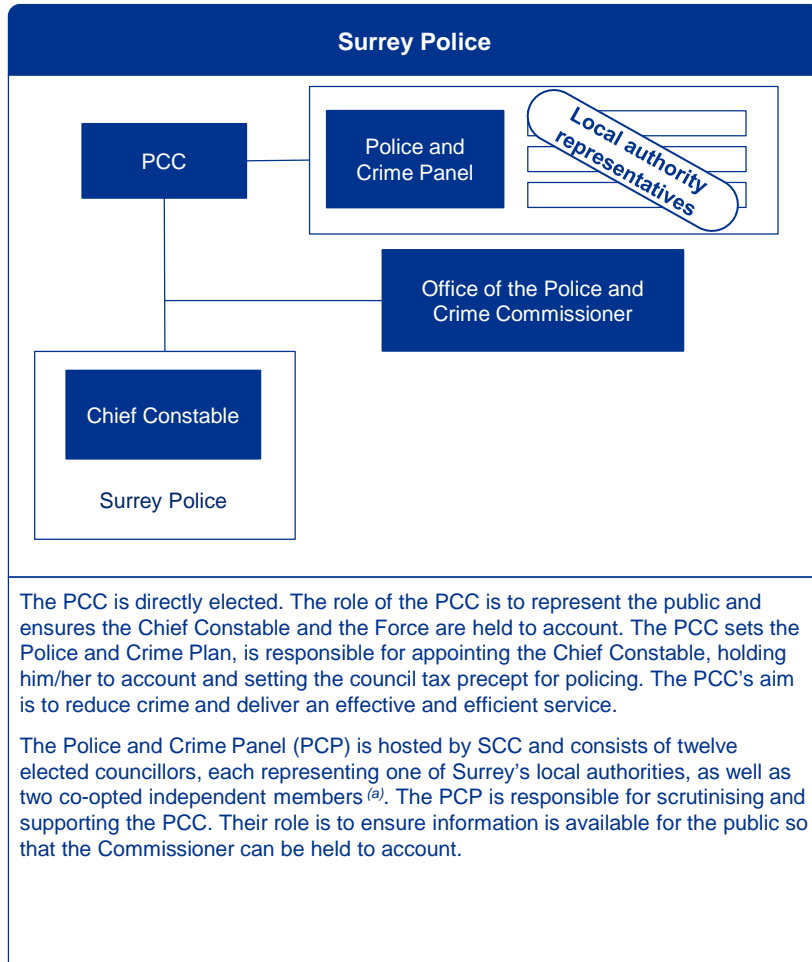 Surrey Police
PCC
Police and
Crime Panel
Local authority
representatives
Office of the Police and
Crime Commissioner
Chief Constable
Surrey Police
The PCC is directly elected. The role of the PCC is to represent the public and
ensures the Chief Constable and the Force are held to account. The PCC sets the
Police and Crime Plan, is responsible for appointing the Chief Constable, holding
him/her to account and setting the council tax precept for policing. The PCC's aim
is to reduce crime and deliver an effective and efficient service.
The Police and Crime Panel (PCP) is hosted by SCC and consists of twelve
elected councillors, each representing one of Surrey's local authorities, as well as
two co-opted independent members (a). The PCP is responsible for scrutinising and
supporting the PCC. Their role is to ensure information is available for the public so
that the Commissioner can be held to account.